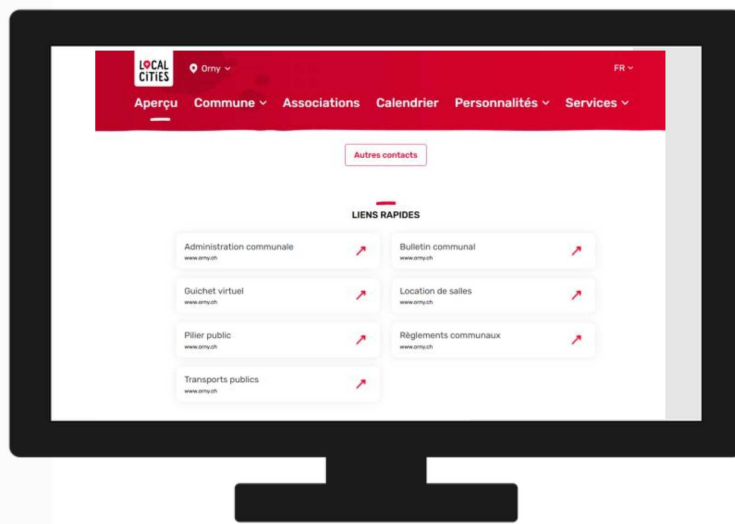 LOCAL
CiTiES
Orny
FR
Aperçu Commune Associations Calendrier Personnalités Services
Autres contacts
LIENS RAPIDES
Administration communale
www.orny.ch
Bulletin communal
www.orny.ch
Guichet virtuel
www.orny.ch
Location de salles
www.orny.ch
Pilier public
www.orny.ch
Règlements communaux
www.orny.ch
Transports publics
www.orny.ch